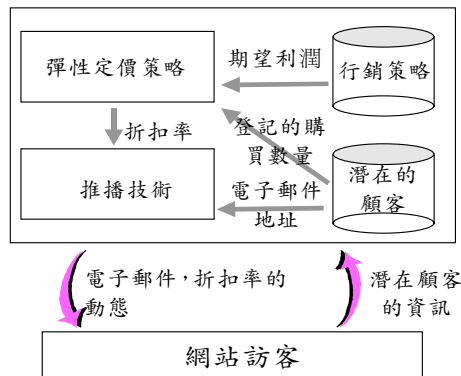 彈性定價策略
期望利潤
行銷策略
折扣率
登記的購
買數量
推播技術
電子郵件
地址
潛在的
顧客
電子郵件,折扣率的
動態
潛在顧客
的資訊
網站訪客